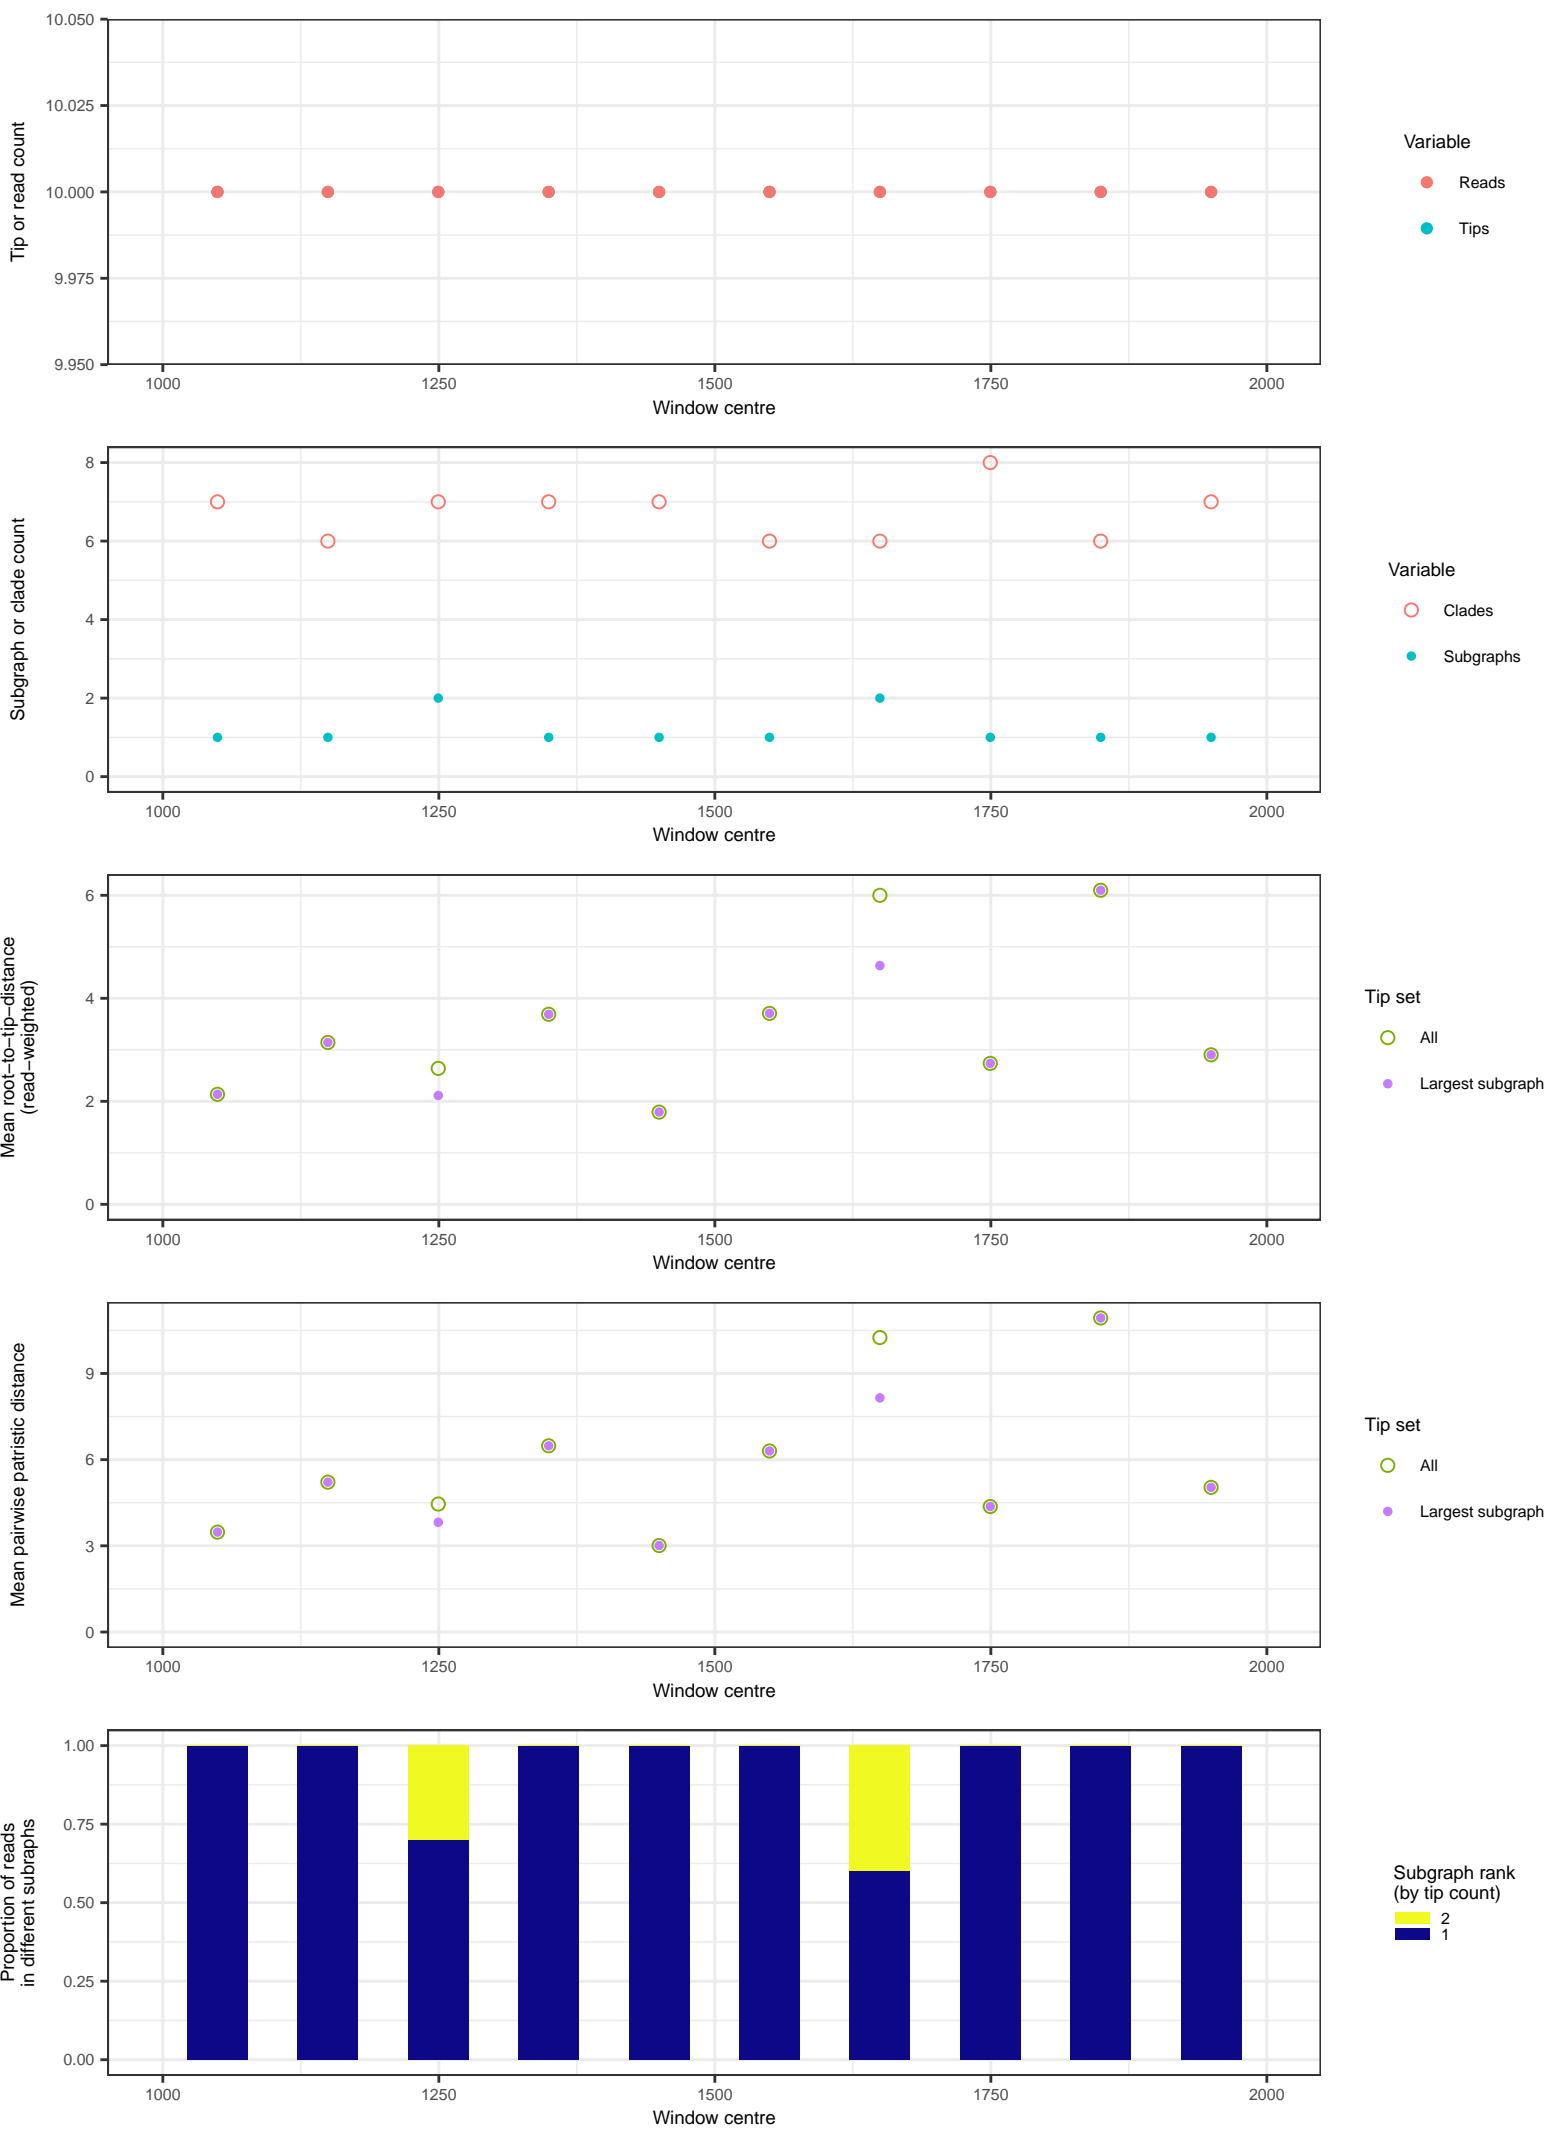 10.050
10.025
10.000
9.975
9.950
Tip or read count
1000 1250 1500 1750 2000
Window centre
Variable
Reads
Tips
8
6
4
2
0
Subgraph or clade count
1000 1250 1500 1750 2000
Window centre
Variable
Clades
Subgraphs
6
4
2
0
Mean root−to−tip−distance
(read−weighted)
1000 1250 1500 1750 2000
Window centre
Tip set
All
Largest subgraph
9
6
3
0
Mean pairwise patristic distance
1000 1250 1500 1750 2000
Window centre
Tip set
All
Largest subgraph
1.00
0.75
0.50
0.25
0.00
Proportion of reads
in different subraphs
1000 1250 1500 1750 2000
Window centre
Subgraph rank
(by tip count)
2
1